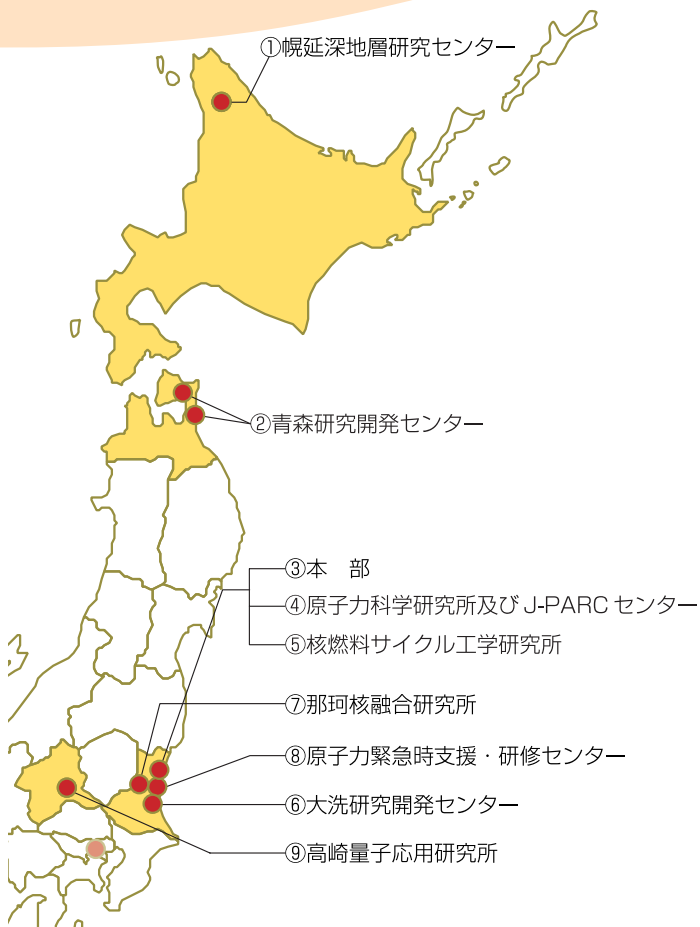 ①幌延深地層研究センター
②青森研究開発センター
③本　部
④原子力科学研究所及び J-PARC センター
⑤核燃料サイクル工学研究所
⑦那珂核融合研究所
⑧原子力緊急時支援・研修センター
⑥大洗研究開発センター
⑨高崎量子応用研究所